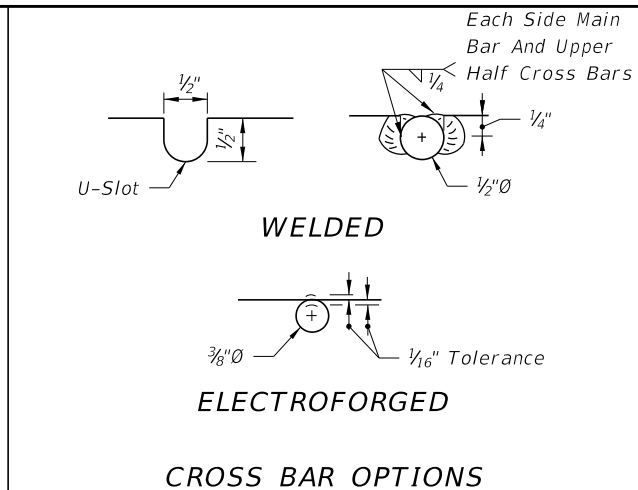 Each Side Main
Bar And Upper
Half Cross Bars
1/4
1/2"
1/2"
1/4"
U-Slot
1/2"Ø
WELDED
3/8"Ø
1/16" Tolerance
ELECTROFORGED
CROSS BAR OPTIONS